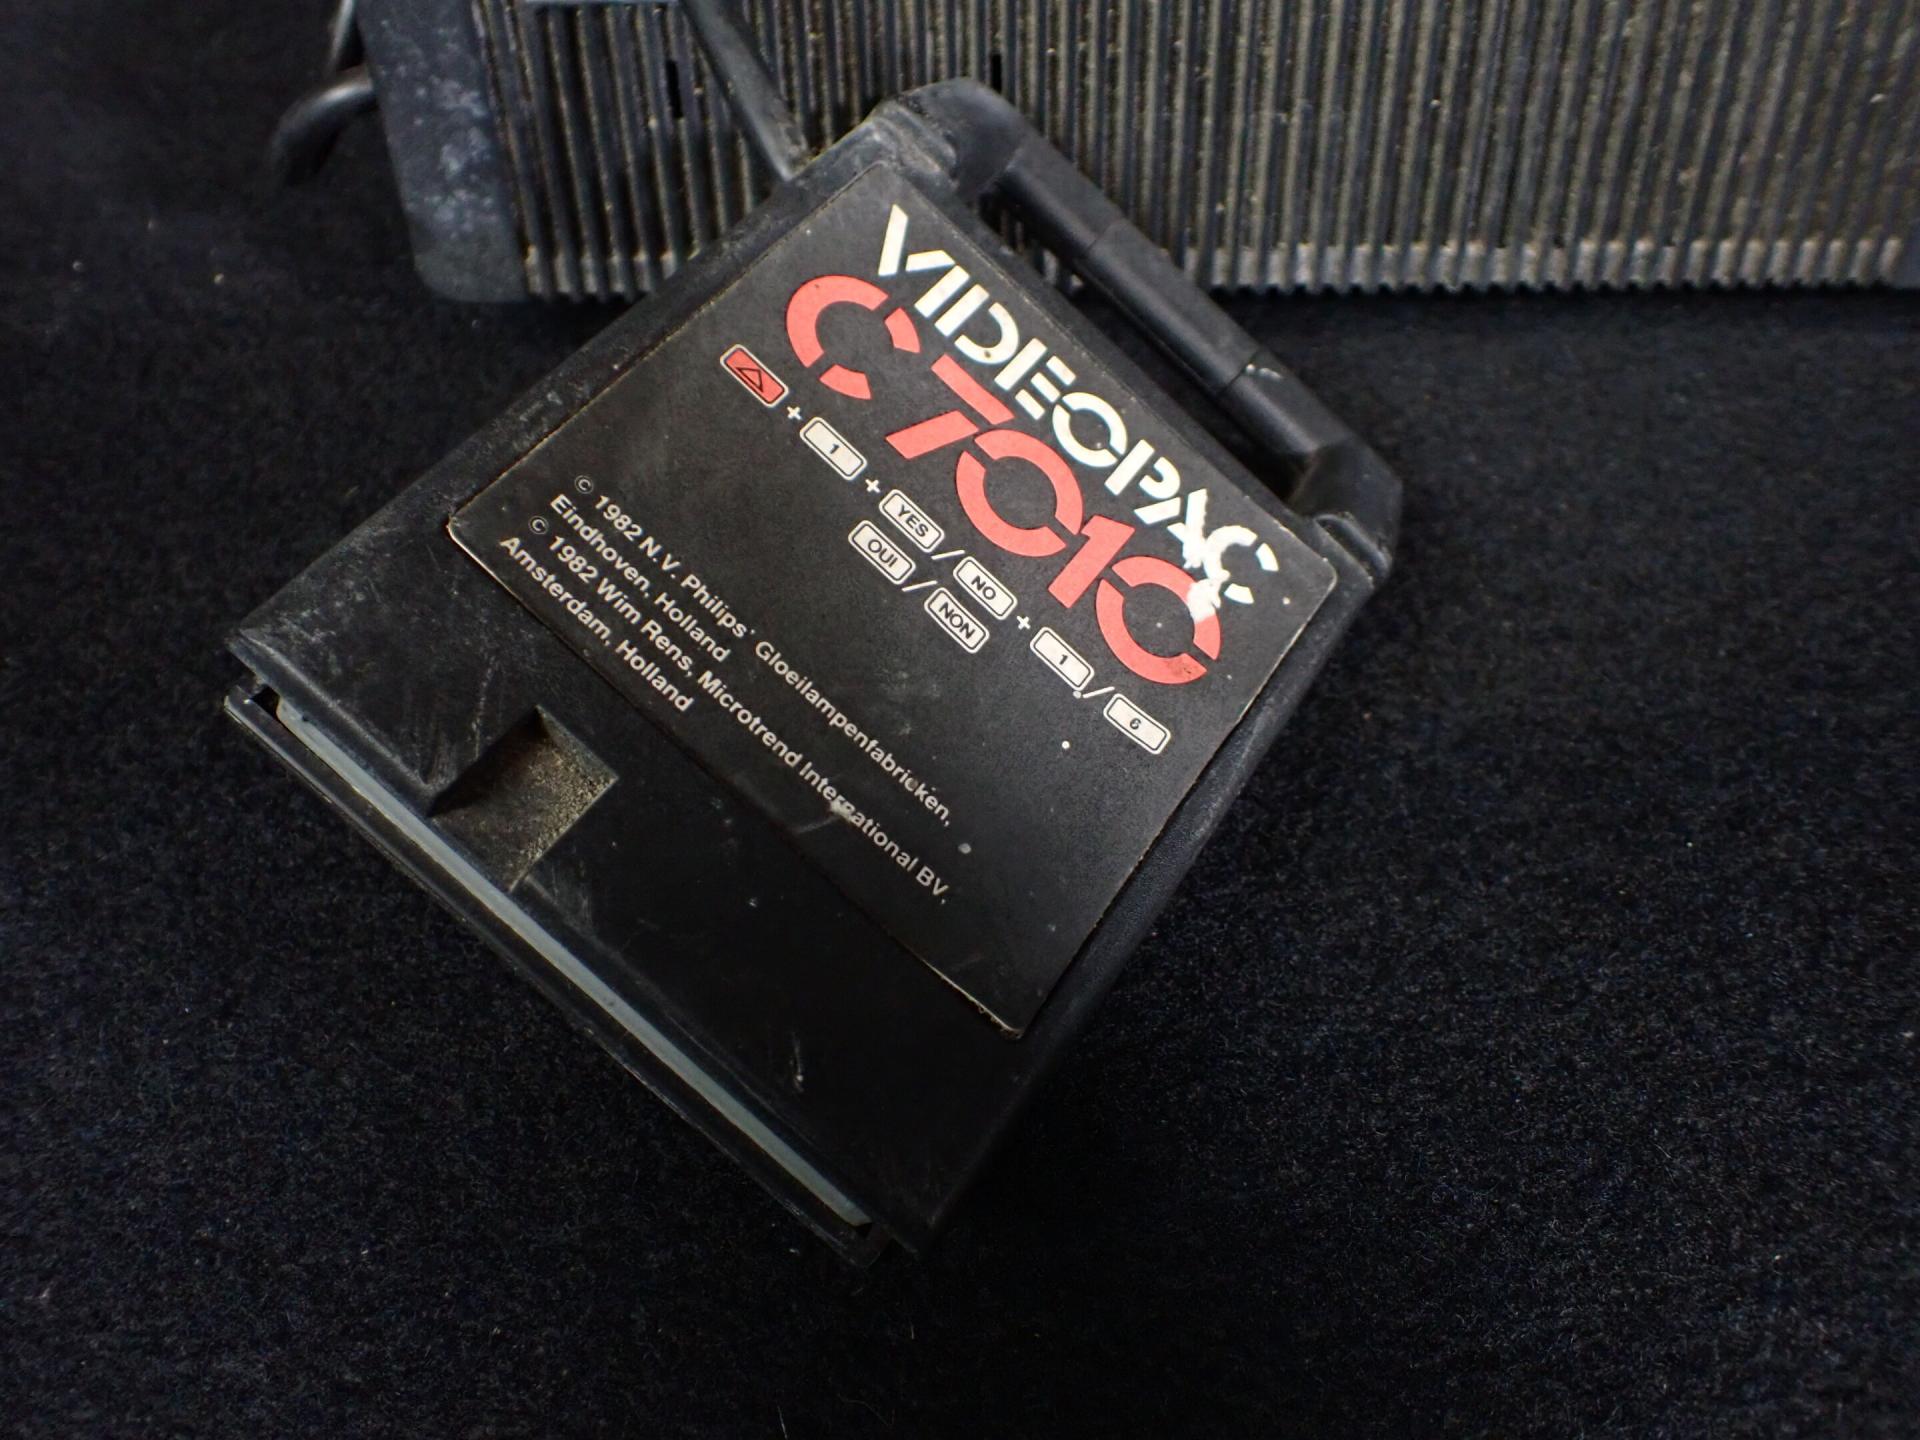 VIDEOPAC
C7010
+ 1 + YES / NO + 1 / 6
OUI / NON
© 1982 N.V. Philips' Gloeilampenfabrieken,
Eindhoven, Holland
© 1982 Wim Rens, Microtrend International BV,
Amsterdam, Holland